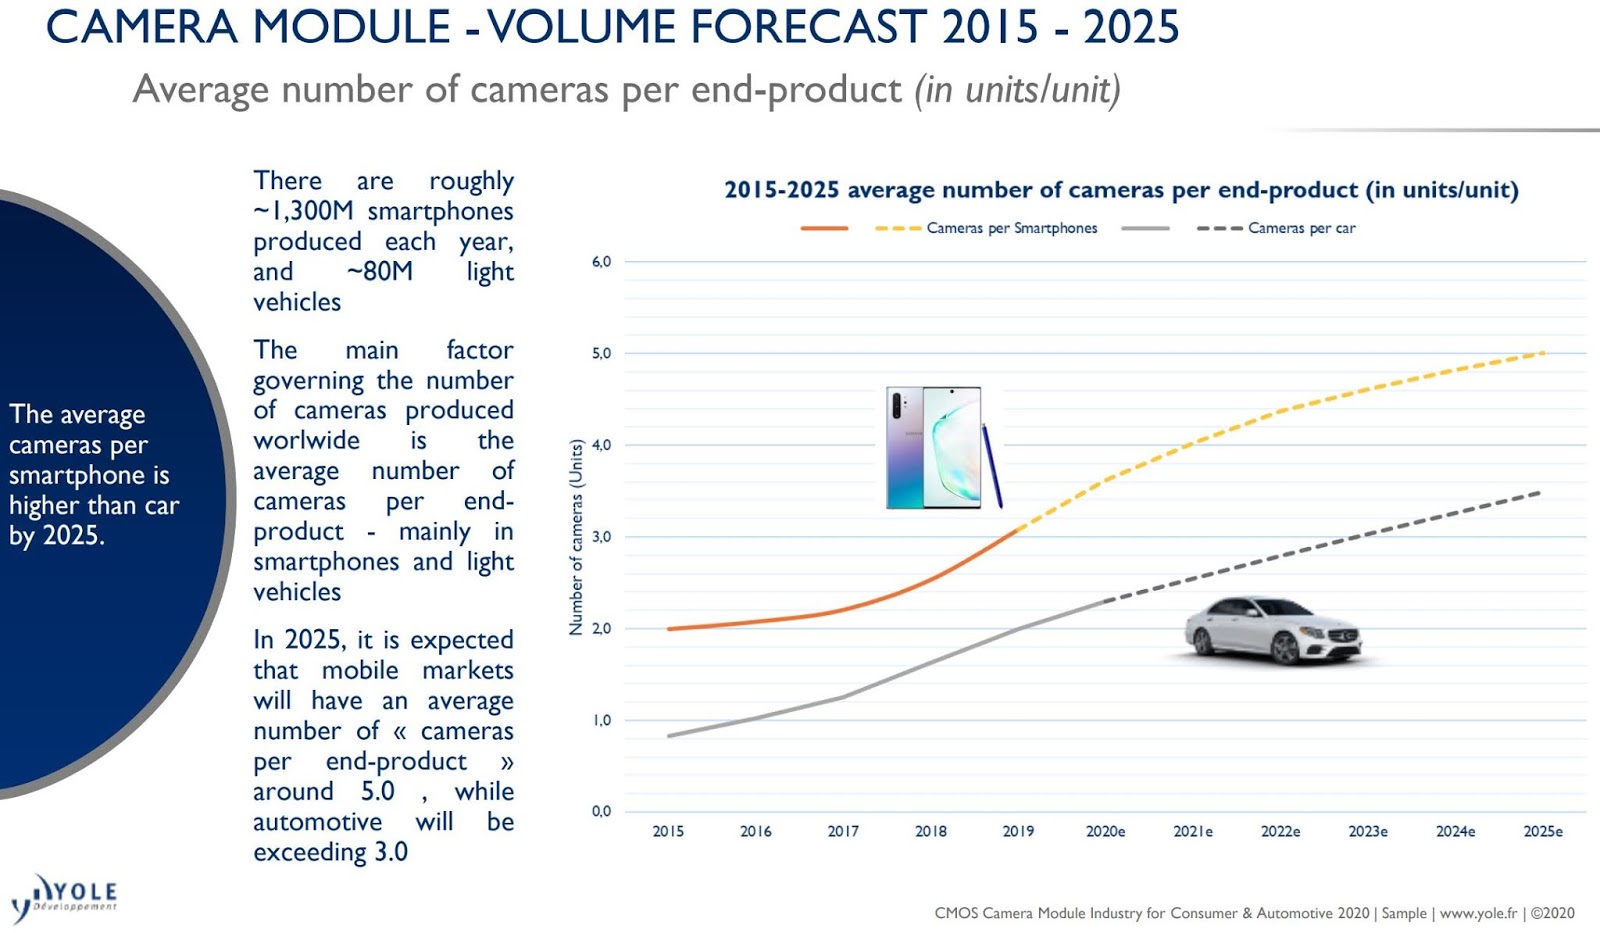 CAMERA MODULE - VOLUME FORECAST 2015 - 2025
Average number of cameras per end-product (in units/unit)
The average
cameras per
smartphone is
higher than car
by 2025.
There are roughly
~1,300M smartphones
produced each year,
and ~80M light
vehicles
The main factor
governing the number
of cameras produced
worlwide is the
average number of
cameras per end-
product - mainly in
smartphones and light
vehicles
In 2025, it is expected
that mobile markets
will have an average
number of « cameras
per end-product »
around 5.0 , while
automotive will be
exceeding 3.0
2015-2025 average number of cameras per end-product (in units/unit)
Cameras per Smartphones Cameras per car
Number of cameras (Units)
6,0
5,0
4,0
3,0
2,0
1,0
0,0
2015 2016 2017 2018 2019 2020e 2021e 2022e 2023e 2024e 2025e
YOLE
Développement
CMOS Camera Module Industry for Consumer & Automotive 2020 | Sample | www.yole.fr | ©2020